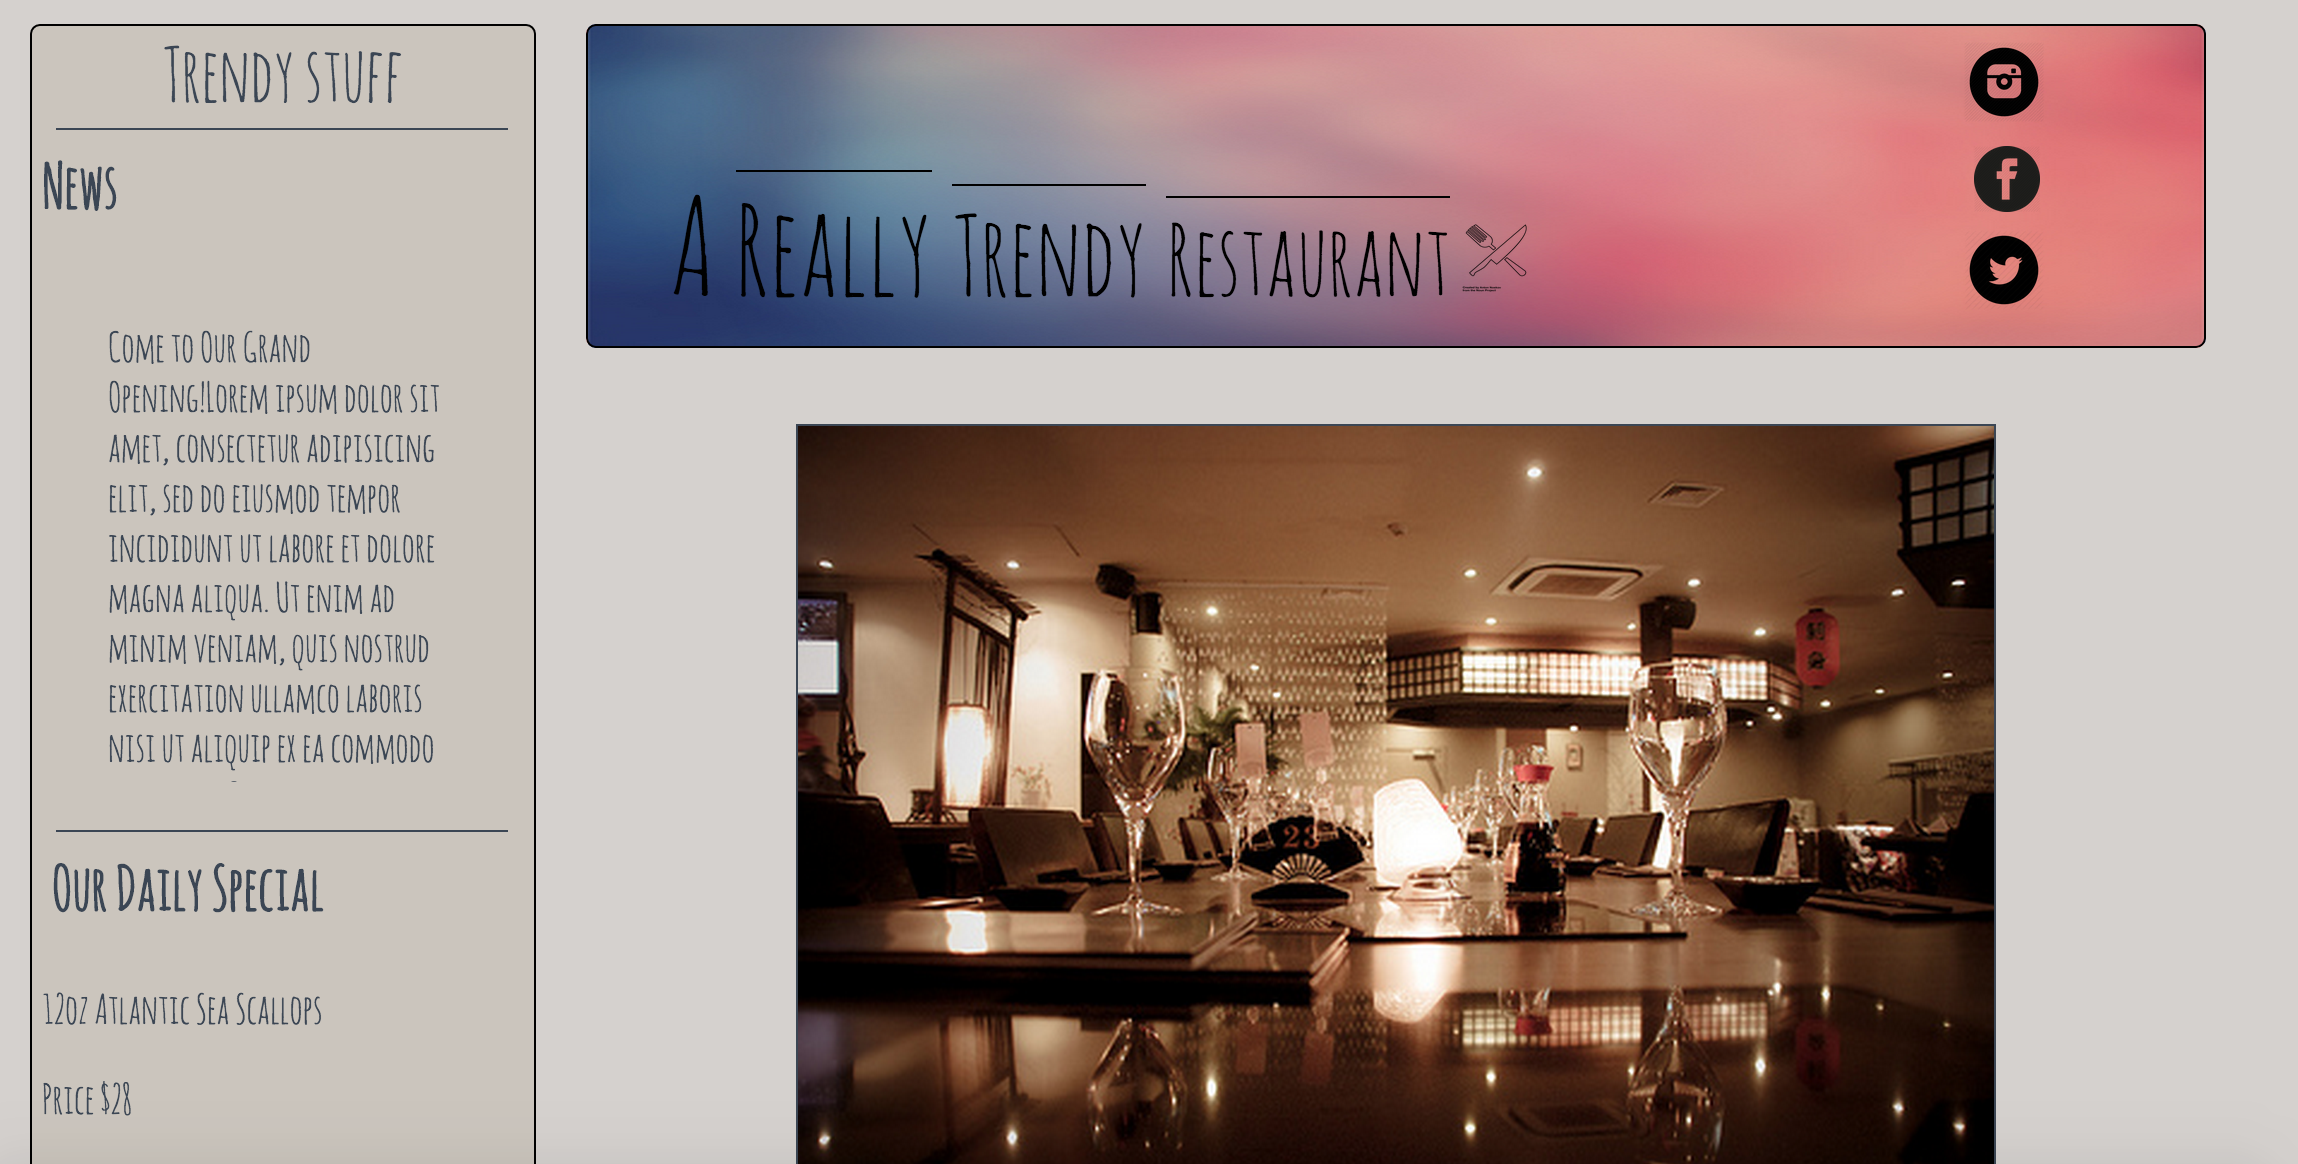 Trendy stuff
News
Come to Our Grand
Opening!Lorem ipsum dolor sit
amet, consectetur adipisicing
elit, sed do eiusmod tempor
incididunt ut labore et dolore
magna aliqua. Ut enim ad
minim veniam, quis nostrud
exercitation ullamco laboris
nisi ut aliquip ex ea commodo
Our Daily Special
12oz Atlantic Sea Scallops
Price $28
A Really Trendy Restaurant
23